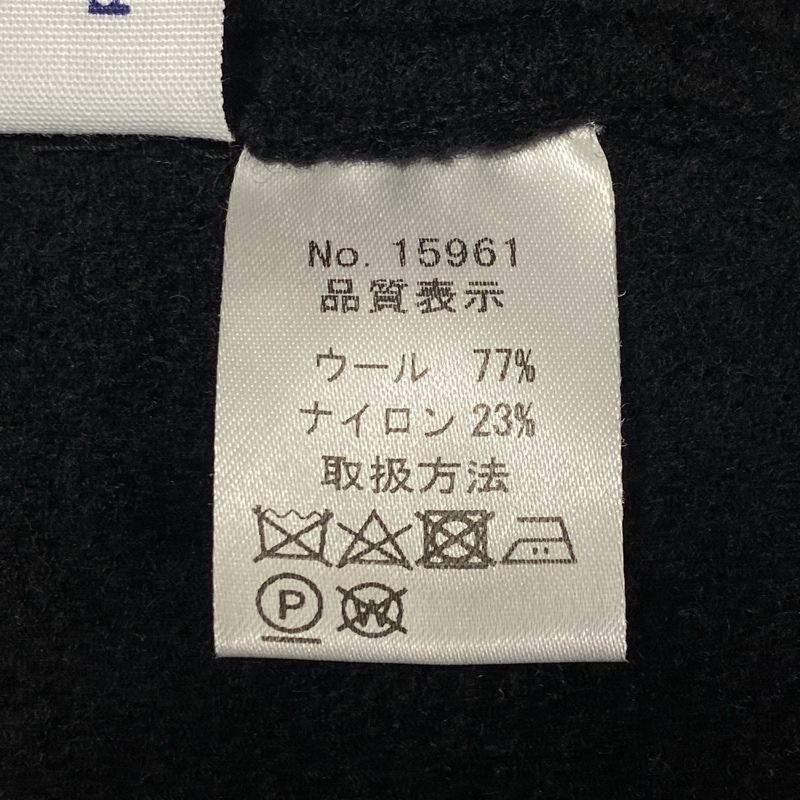 No. 15961
品質表示
ウール 77%
ナイロン 23%
取扱方法
P W